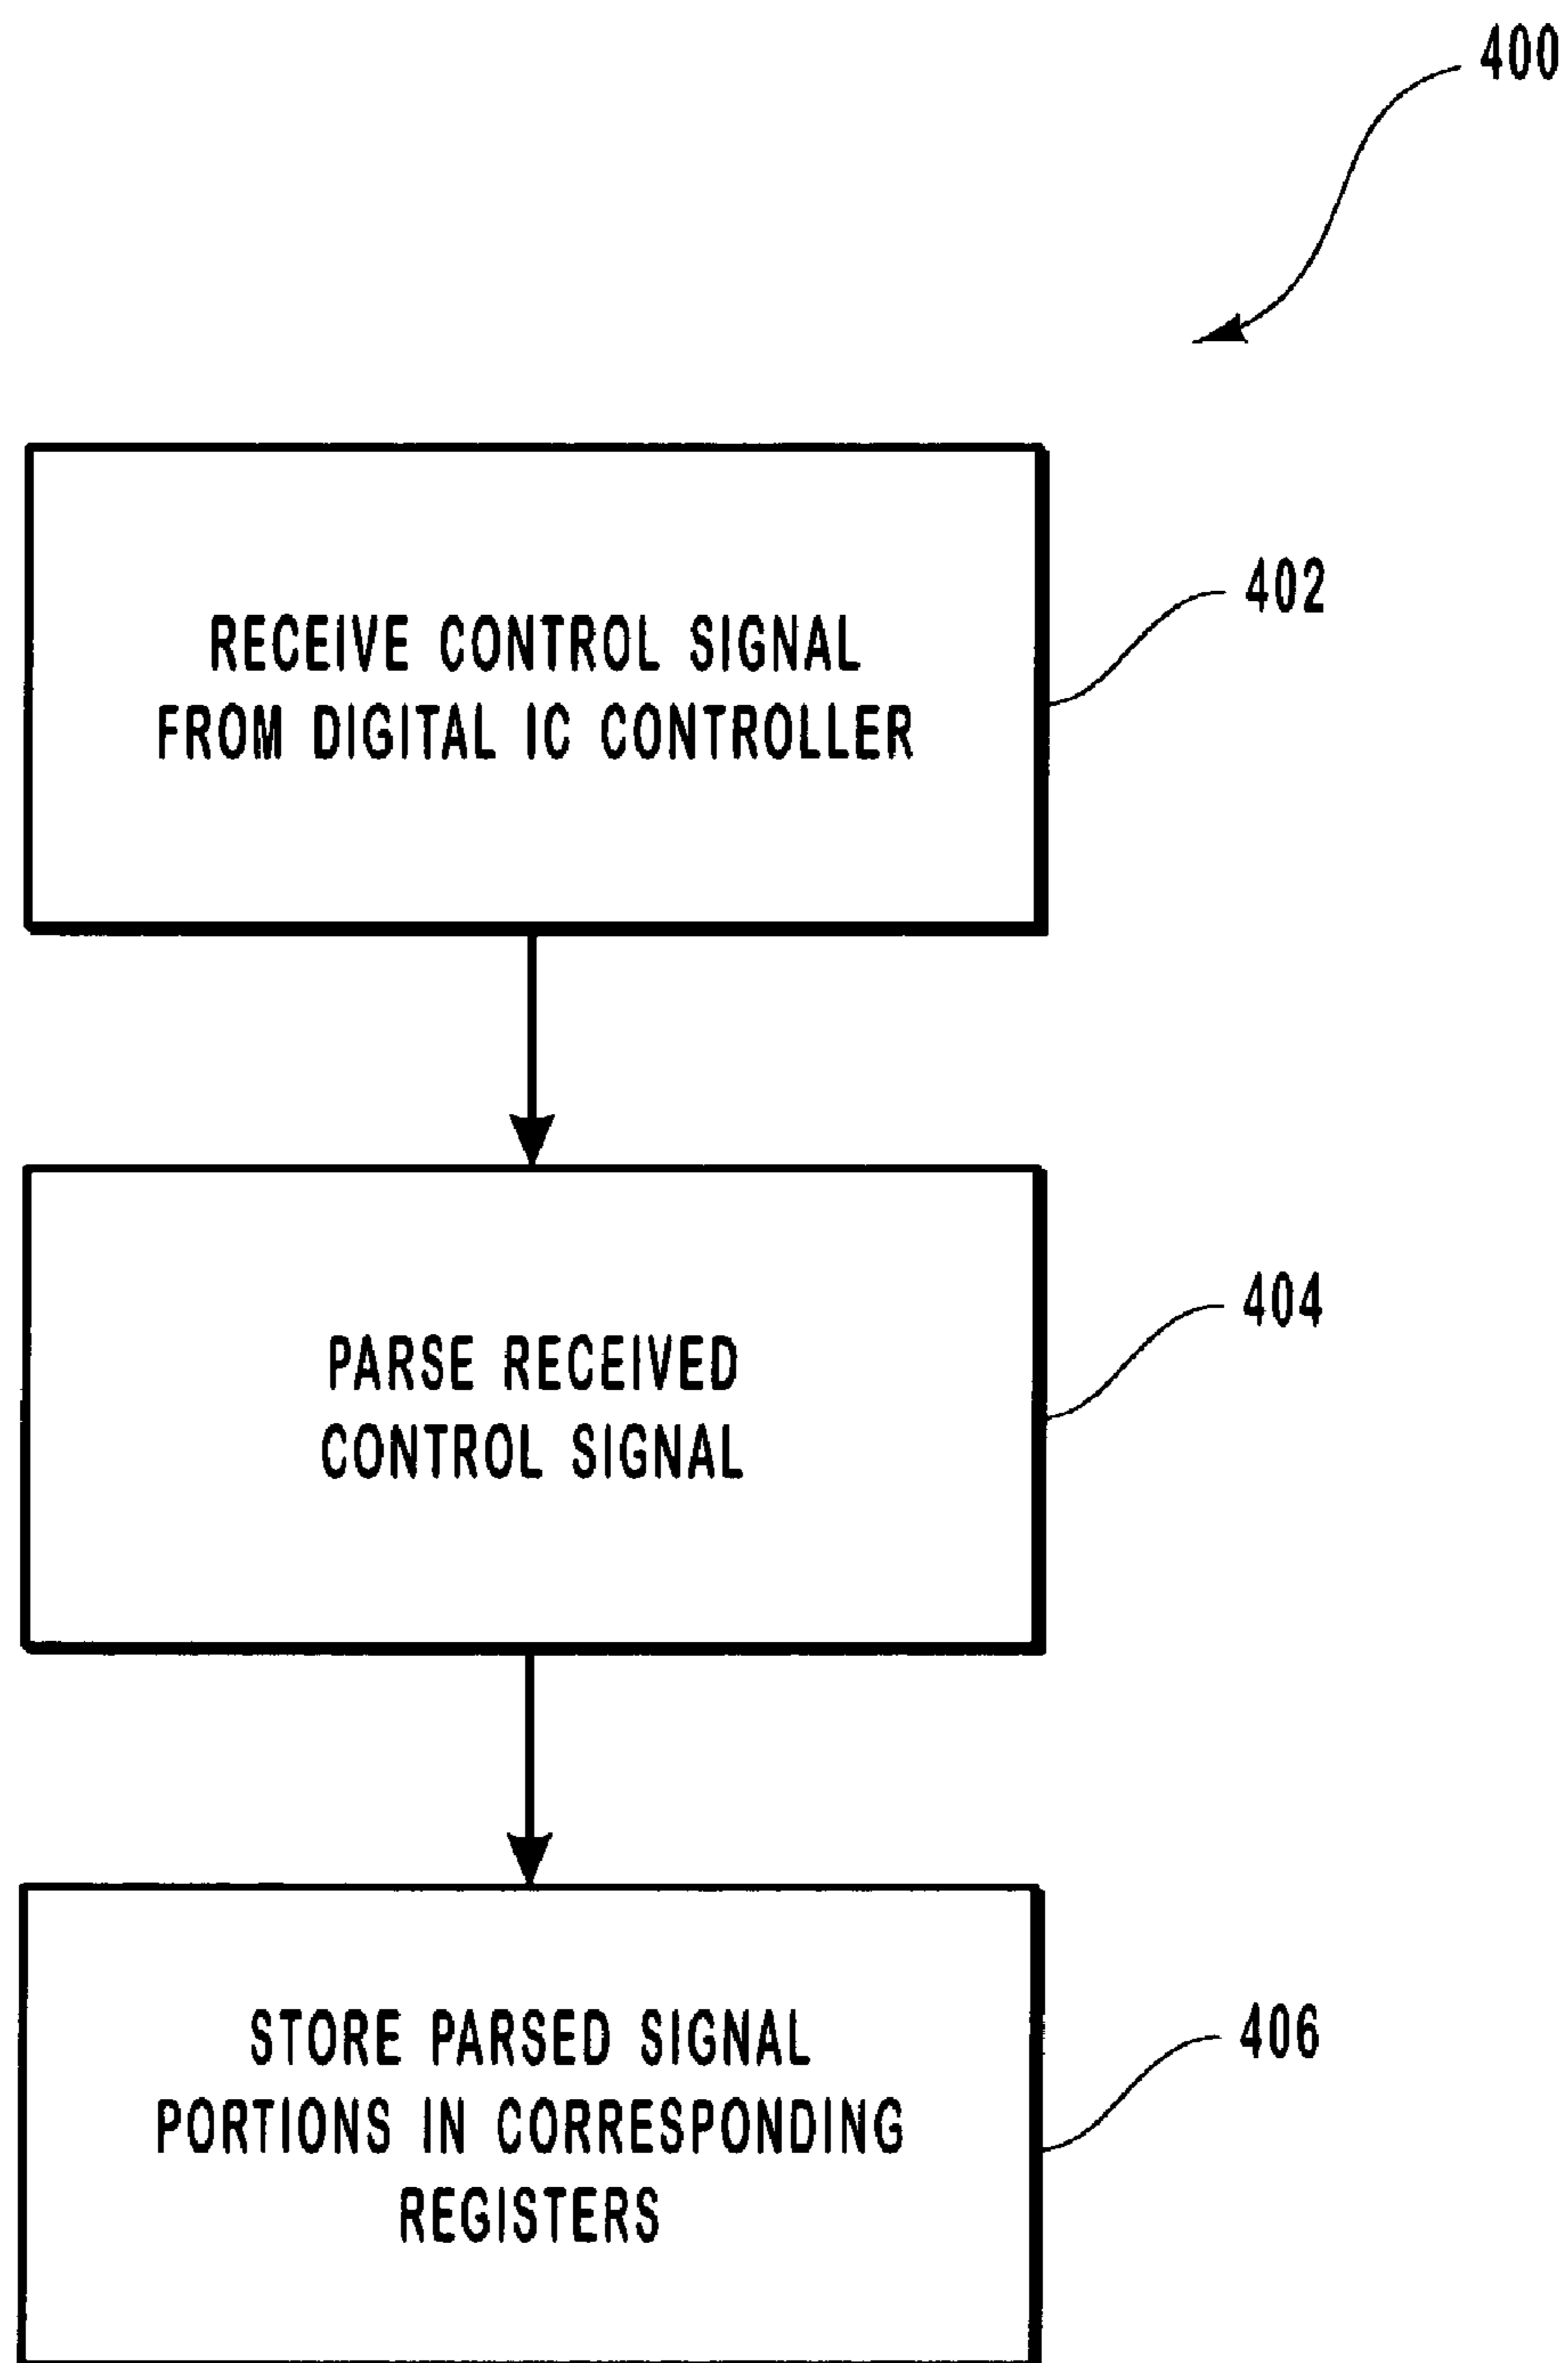 400
RECEIVE CONTROL SIGNAL
FROM DIGITAL IC CONTROLLER
402
PARSE RECEIVED
CONTROL SIGNAL
404
STORE PARSED SIGNAL
PORTIONS IN CORRESPONDING
REGISTERS
406